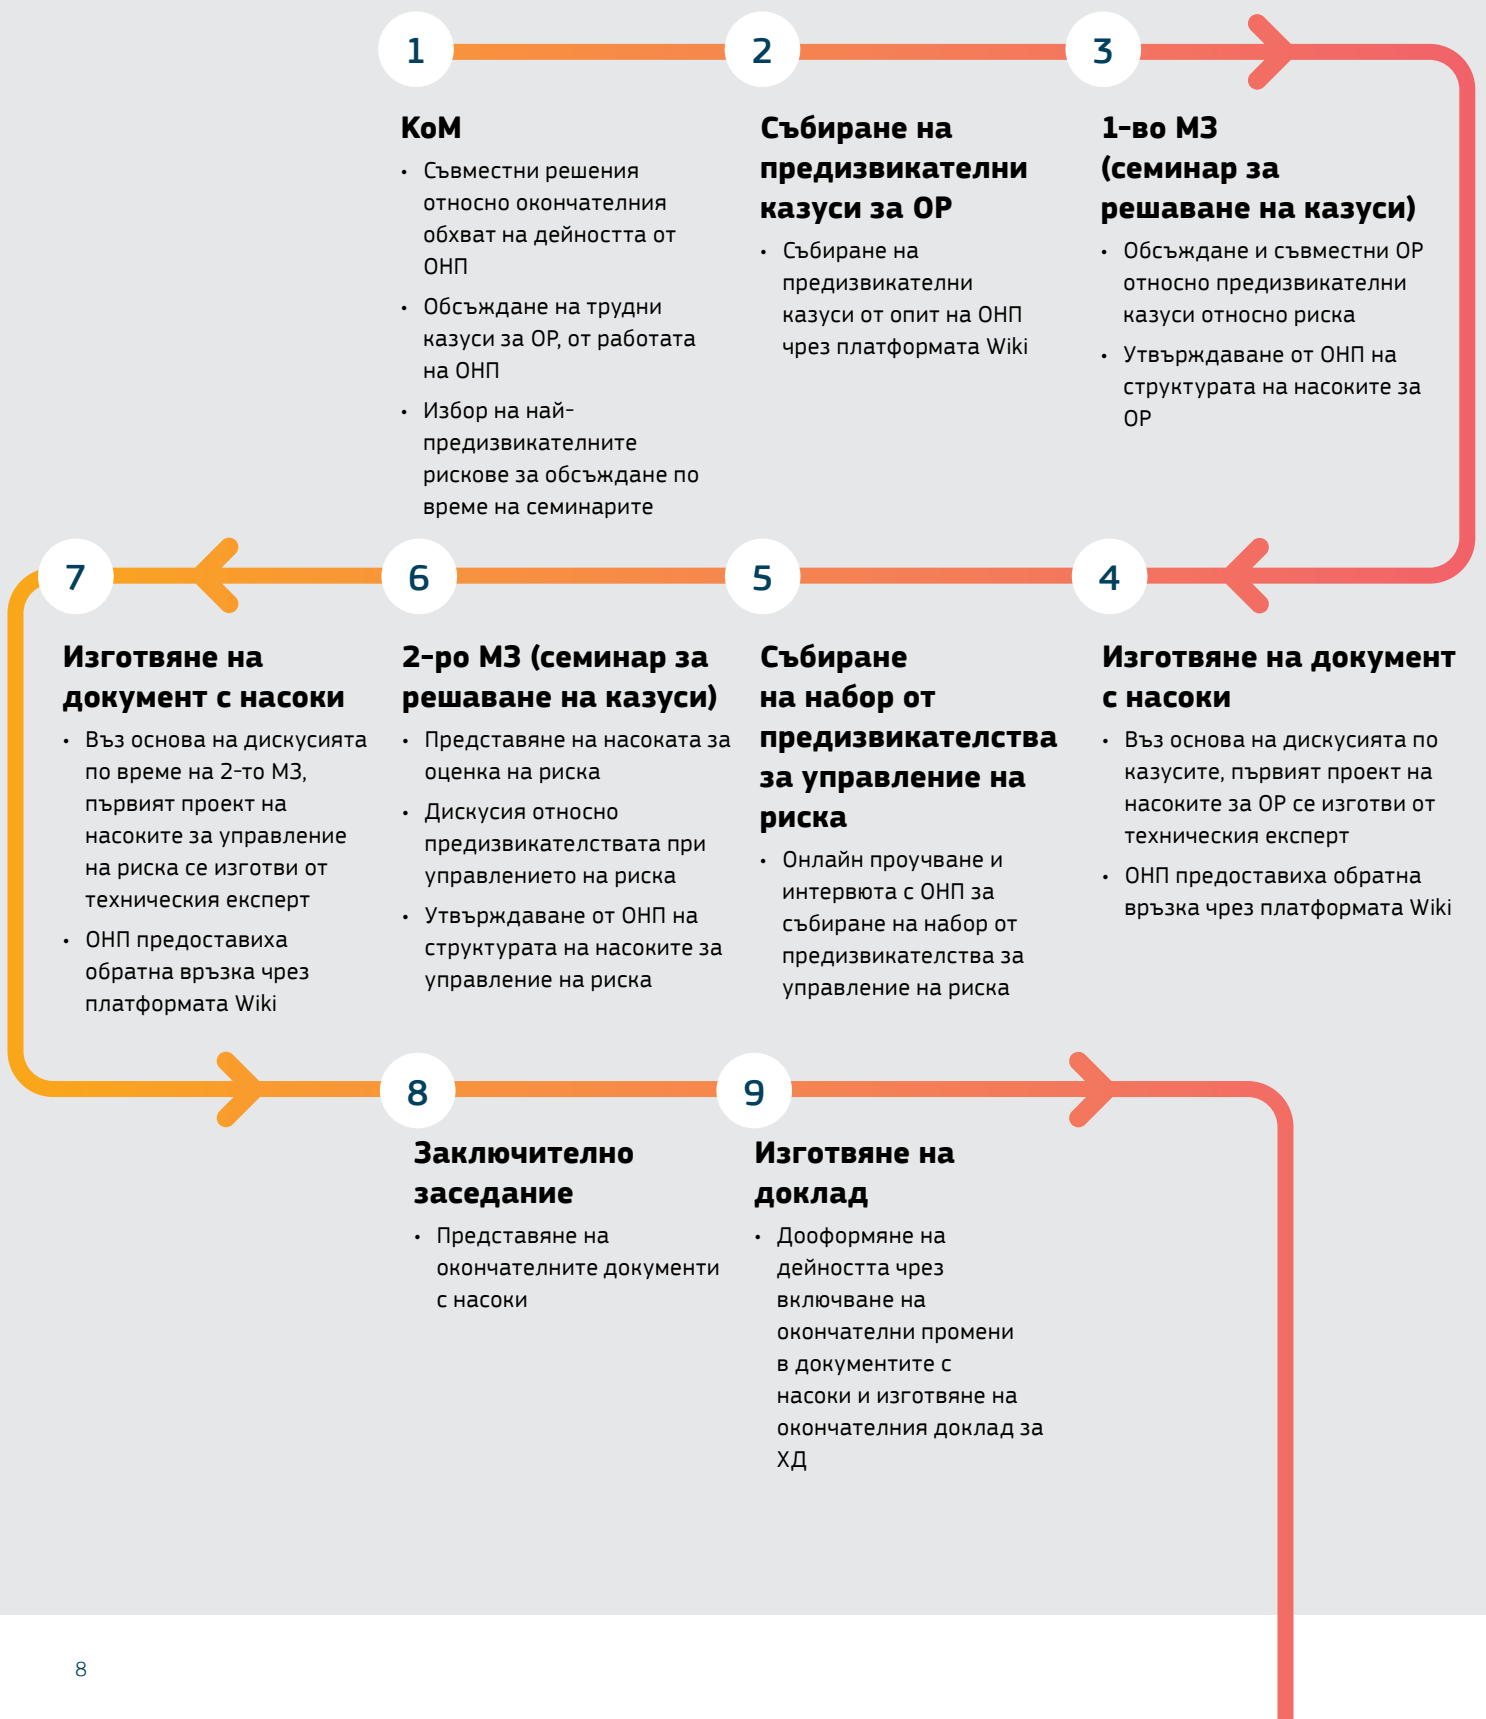 1
КоМ
• Съвместни решения
относно окончателния
обхват на дейността от
ОНП
• Обсъждане на трудни
казуси за ОР, от работата
на ОНП
• Избор на най-
предизвикателните
рискове за обсъждане по
време на семинарите
2
Събиране на
предизвикателни
казуси за ОР
• Събиране на
предизвикателни
казуси от опит на ОНП
чрез платформата Wiki
3
1-во МЗ
(семинар за
решаване на казуси)
• Обсъждане и съвместни ОР
относно предизвикателни
казуси относно риска
• Утвърждаване от ОНП на
структурата на насоките за
ОР
4
Изготвяне на документ
с насоки
• Въз основа на дискусията по
казусите, първият проект на
насоките за ОР се изготви от
техническия експерт
• ОНП предоставиха обратна
връзка чрез платформата Wiki
5
Събиране
на набор от
предизвикателства
за управление на
риска
• Онлайн проучване и
интервюта с ОНП за
събиране на набор от
предизвикателства за
управление на риска
6
2-ро МЗ (семинар за
решаване на казуси)
• Представяне на насоката за
оценка на риска
• Дискусия относно
предизвикателствата при
управлението на риска
• Утвърждаване от ОНП на
структурата на насоките за
управление на риска
7
Изготвяне на
документ с насоки
• Въз основа на дискусията
по време на 2-то МЗ,
първият проект на
насоките за управление
на риска се изготви от
техническия експерт
• ОНП предоставиха
обратна връзка чрез
платформата Wiki
8
Заключително
заседание
• Представяне на
окончателните документи
с насоки
9
Изготвяне на
доклад
• Дооформяне на
дейността чрез
включване на
окончателни промени
в документите с
насоки и изготвяне на
окончателния доклад за
ХД
8